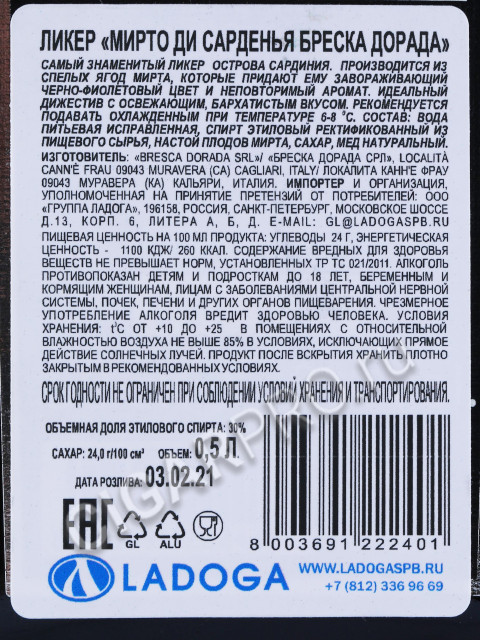 ЛИКЕР «МИРТО ДИ САРДЕНЬЯ БРЕСКА ДОРАДА»
САМЫЙ ЗНАМЕНИТЫЙ ЛИКЕР ОСТРОВА САРДИНИЯ. ПРОИЗВОДИТСЯ ИЗ
СПЕЛЫХ ЯГОД МИРТА, КОТОРЫЕ ПРИДАЮТ ЕМУ ЗАВОРАЖИВАЮЩИЙ
ЧЕРНО-ФИОЛЕТОВЫЙ ЦВЕТ И НЕПОВТОРИМЫЙ АРОМАТ. ИДЕАЛЬНЫЙ
ДИЖЕСТИВ С ОСВЕЖАЮЩИМ, БАРХАТИСТЫМ ВКУСОМ. РЕКОМЕНДУЕТСЯ
ПОДАВАТЬ ОХЛАЖДЕННЫМ ПРИ ТЕМПЕРАТУРЕ 6-8 °С. СОСТАВ: ВОДА
ПИТЬЕВАЯ ИСПРАВЛЕННАЯ, СПИРТ ЭТИЛОВЫЙ РЕКТИФИКОВАННЫЙ ИЗ
ПИЩЕВОГО СЫРЬЯ, НАСТОЙ ПЛОДОВ МИРТА, САХАР, МЕД НАТУРАЛЬНЫЙ.
ИЗГОТОВИТЕЛЬ: «BRESCA DORADA SRL»/ «БРЕСКА ДОРАДА СРЛ», LOCALITÀ
CANN'E FRAU 09043 MURAVERA (CA) CAGLIARI, ITALY/ ЛОКАЛИТА КАНН'Е ФРАУ
09043 МУРАВЕРА (КА) КАЛЬЯРИ, ИТАЛИЯ. ИМПОРТЕР И ОРГАНИЗАЦИЯ,
УПОЛНОМОЧЕННАЯ НА ПРИНЯТИЕ ПРЕТЕНЗИЙ ОТ ПОТРЕБИТЕЛЕЙ: ООО
«ГРУППА ЛАДОГА», 196158, РОССИЯ, САНКТ-ПЕТЕРБУРГ, МОСКОВСКОЕ ШОССЕ
Д.13, КОРП. 6, ЛИТЕРА А, Б, Д. E-MAIL: GL@LADOGASPB.RU
ПИЩЕВАЯ ЦЕННОСТЬ НА 100 МЛ ПРОДУКТА: УГЛЕВОДЫ 24 Г, ЭНЕРГЕТИЧЕСКАЯ
ЦЕННОСТЬ - 1100 КДЖ/ 260 ККАЛ. СОДЕРЖАНИЕ ВРЕДНЫХ ДЛЯ ЗДОРОВЬЯ
ВЕЩЕСТВ НЕ ПРЕВЫШАЕТ НОРМ, УСТАНОВЛЕННЫХ ТР ТС 021/2011. АЛКОГОЛЬ
ПРОТИВОПОКАЗАН ДЕТЯМ И ПОДРОСТКАМ ДО 18 ЛЕТ, БЕРЕМЕННЫМ И
КОРМЯЩИМ ЖЕНЩИНАМ, ЛИЦАМ С ЗАБОЛЕВАНИЯМИ ЦЕНТРАЛЬНОЙ НЕРВНОЙ
СИСТЕМЫ, ПОЧЕК, ПЕЧЕНИ И ДРУГИХ ОРГАНОВ ПИЩЕВАРЕНИЯ. ЧРЕЗМЕРНОЕ
УПОТРЕБЛЕНИЕ АЛКОГОЛЯ ВРЕДИТ ЗДОРОВЬЮ ЧЕЛОВЕКА. УСЛОВИЯ
ХРАНЕНИЯ: t°С ОТ +10 ДО +25 В ПОМЕЩЕНИЯХ С ОТНОСИТЕЛЬНОЙ
ВЛАЖНОСТЬЮ ВОЗДУХА НЕ ВЫШЕ 85% В УСЛОВИЯХ, ИСКЛЮЧАЮЩИХ ПРЯМОЕ
ДЕЙСТВИЕ СОЛНЕЧНЫХ ЛУЧЕЙ. ПРОДУКТ ПОСЛЕ ВСКРЫТИЯ ХРАНИТЬ ПЛОТНО
ЗАКРЫТЫМ В РЕКОМЕНДУЕМЫХ ПАРАМЕТРАХ.
СРОК ГОДНОСТИ НЕ ОГРАНИЧЕН ПРИ СОБЛЮДЕНИИ УСЛОВИЙ ХРАНЕНИЯ И ТРАНСПОРТИРОВАНИЯ.
ОБЪЕМНАЯ ДОЛЯ ЭТИЛОВОГО СПИРТА: 30%
САХАР: 24,0 г/100 см³ ОБЪЕМ: 0,5 Л.
ДАТА РОЗЛИВА: 03.02.21
EAC GL ALU
8 003691 222401
LADOGA
WWW.LADOGASPB.RU
+7 (812) 336 96 69
CIGARPRO.ru